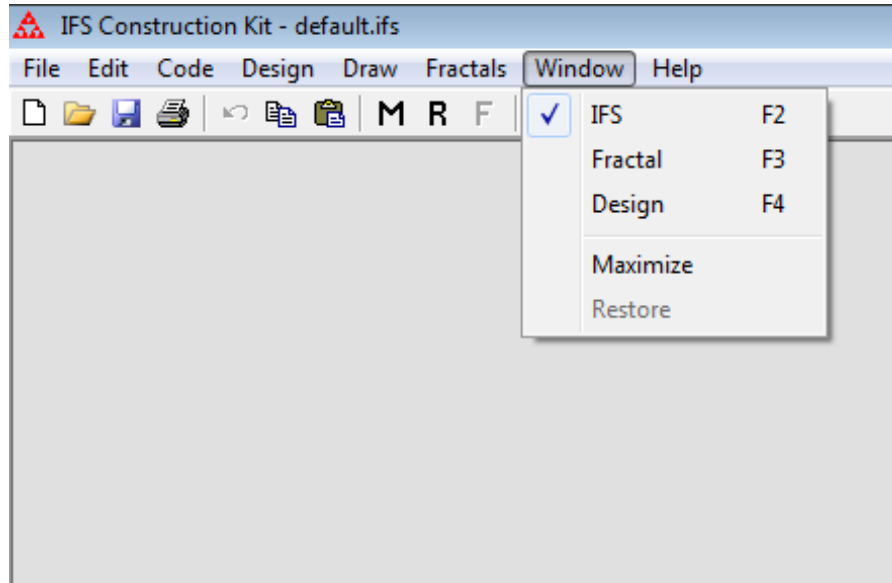 IFS Construction Kit - default.ifs
File Edit Code Design Draw Fractals Window Help
M R F
IFS F2
Fractal F3
Design F4
Maximize
Restore